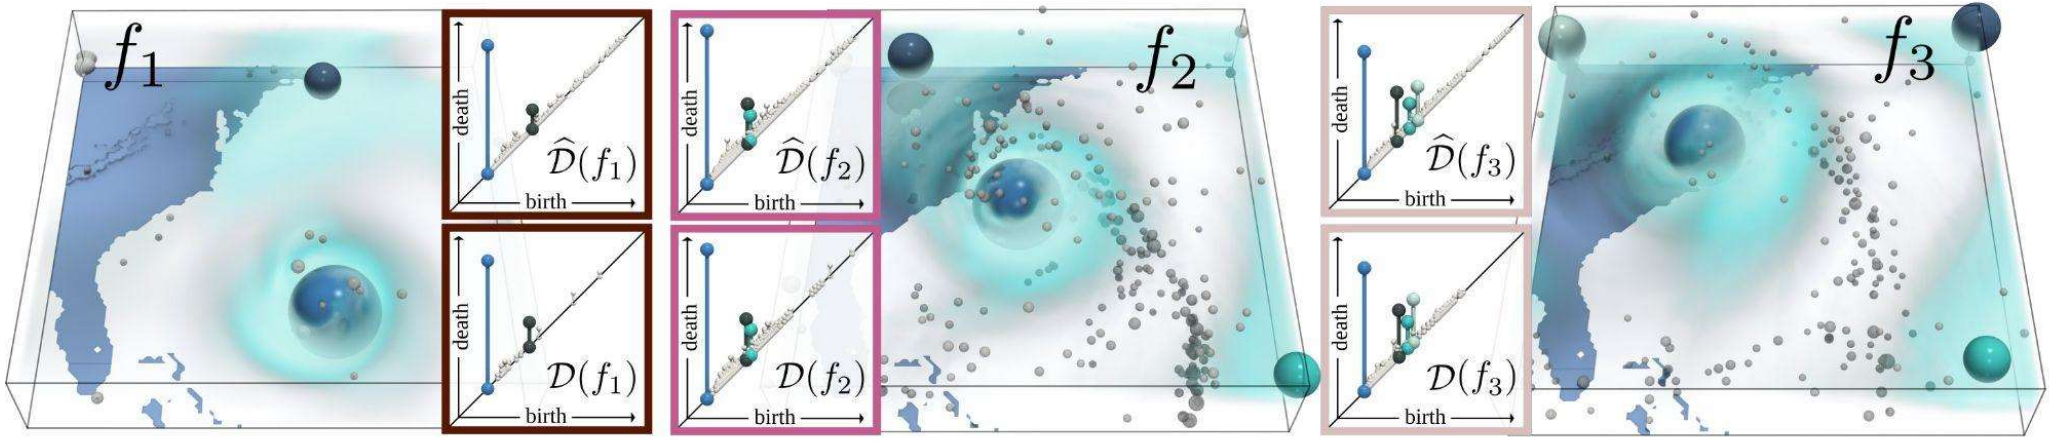 f₁
death
D̂(f₁)
birth
death
D(f₁)
birth
death
D̂(f₂)
birth
death
D(f₂)
birth
f₂
death
D̂(f₃)
birth
death
D(f₃)
birth
f₃